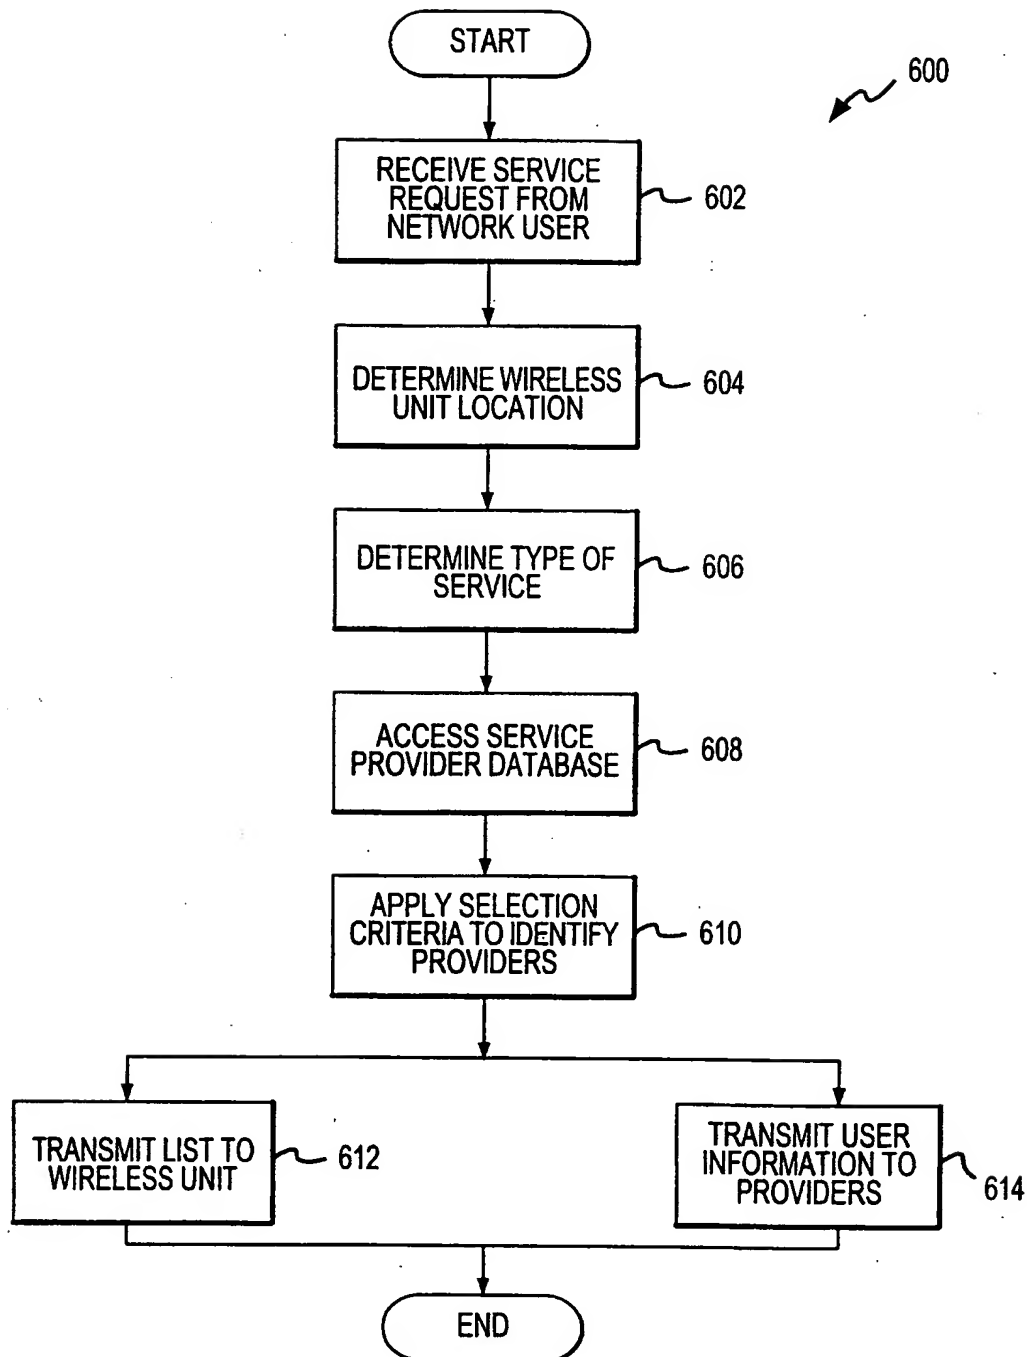 START
600
RECEIVE SERVICE
REQUEST FROM
NETWORK USER
602
DETERMINE WIRELESS
UNIT LOCATION
604
DETERMINE TYPE OF
SERVICE
606
ACCESS SERVICE
PROVIDER DATABASE
608
APPLY SELECTION
CRITERIA TO IDENTIFY
PROVIDERS
610
TRANSMIT LIST TO
WIRELESS UNIT
612
TRANSMIT USER
INFORMATION TO
PROVIDERS
614
END